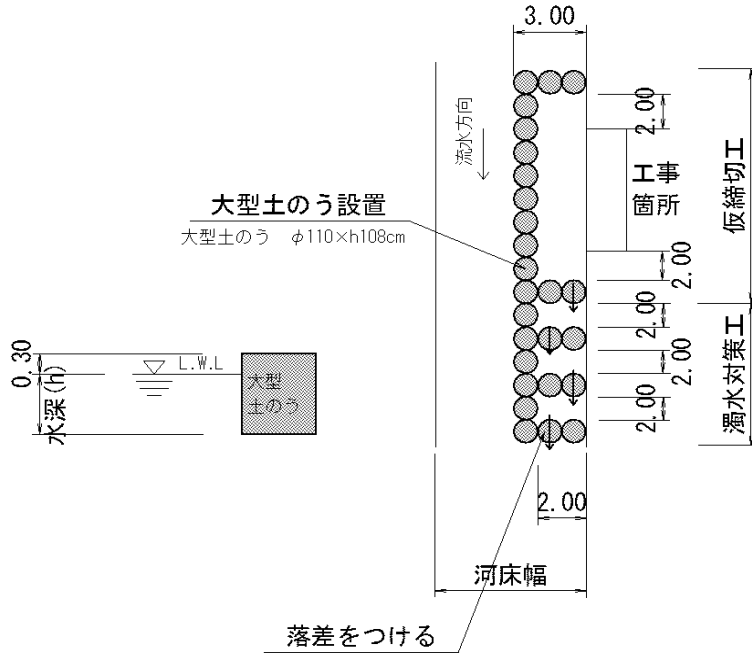 3.00
流水方向
2.00
工事
箇所
仮締切工
大型土のう設置
大型土のう φ110×h108cm
2.00
2.00
2.00
2.00
濁水対策工
0.30
水深(h)
L.W.L
大型
土のう
2.00
河床幅
落差をつける